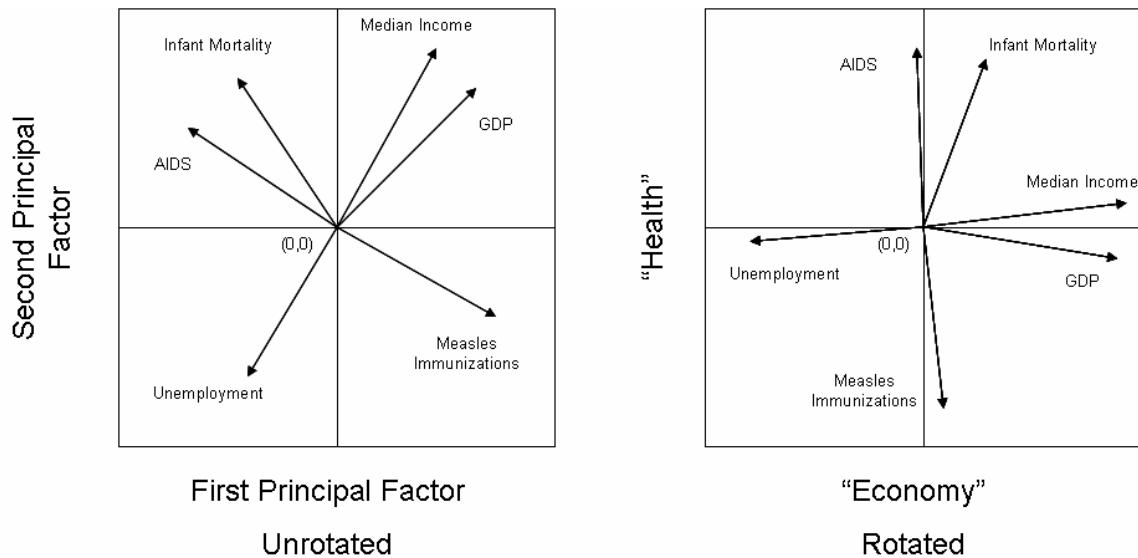 Second Principal
Factor
Median Income
Infant Mortality
GDP
AIDS
(0,0)
Measles
Immunizations
Unemployment
First Principal Factor
Unrotated
“Health”
Infant Mortality
AIDS
Median Income
(0,0)
Unemployment
GDP
Measles
Immunizations
“Economy”
Rotated